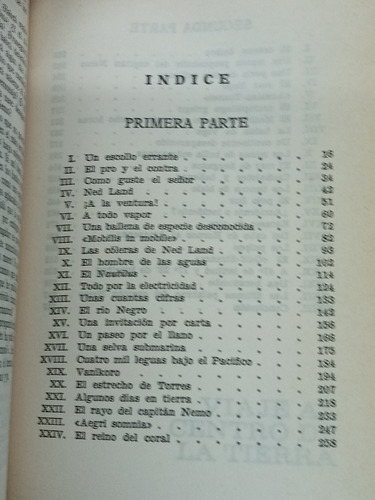 INDICE
PRIMERA PARTE
I. Un escollo errante . . . . . . . 16
II. El pro y el contra . . . . . . . 24
III. Como guste el señor . . . . . . . 34
IV. Ned Land . . . . . . . 42
V. ¡A la ventura! . . . . . . . 51
VI. A todo vapor . . . . . . . 60
VII. Una ballena de especie desconocida . . . . 72
VIII. «Mobilis in mobile» . . . . . . . 82
IX. Las cóleras de Ned Land . . . . . . 93
X. El hombre de las aguas . . . . . . 102
XI. El Nautilus . . . . . . . 114
XII. Todo por la electricidad . . . . . . 124
XIII. Unas cuantas cifras . . . . . . . 133
XIV. El río Negro . . . . . . . 142
XV. Una invitación por carta . . . . . . 156
XVI. Un paseo por el llano . . . . . . 166
XVII. Una selva submarina . . . . . . . 175
XVIII. Cuatro mil leguas bajo el Pacífico . . . . 184
XIX. Vanikoro . . . . . . . 194
XX. El estrecho de Torres . . . . . . 207
XXI. Algunos días en tierra . . . . . . 218
XXII. El rayo del capitán Nemo . . . . . . 233
XXIII. «Aegri somnia» . . . . . . . 247
XXIV. El reino del coral . . . . . . . 258